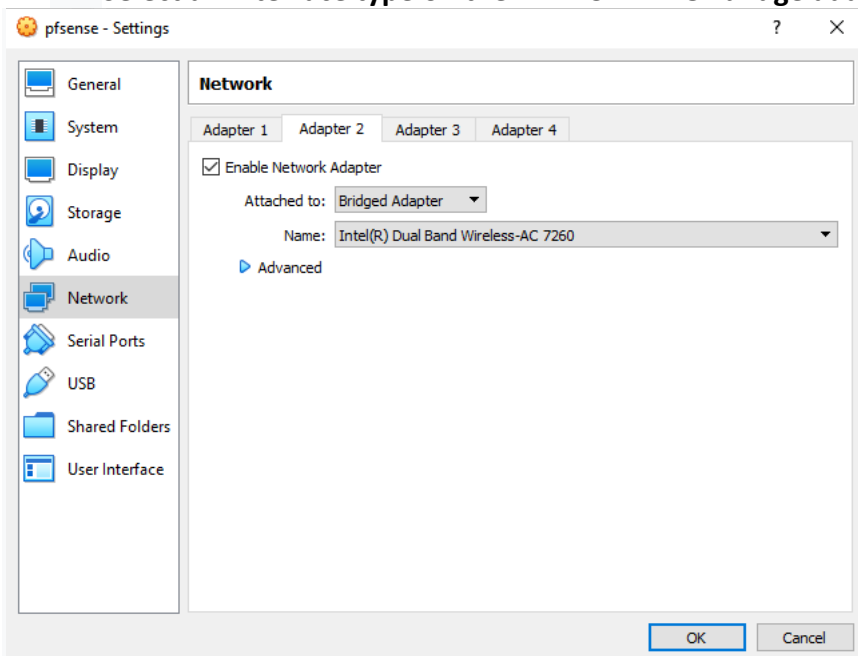 pfsense - Settings
General
System
Display
Storage
Audio
Network
Serial Ports
USB
Shared Folders
User Interface
Network
Adapter 1 Adapter 2 Adapter 3 Adapter 4
Enable Network Adapter
Attached to: Bridged Adapter
Name: Intel(R) Dual Band Wireless-AC 7260
Advanced
OK Cancel